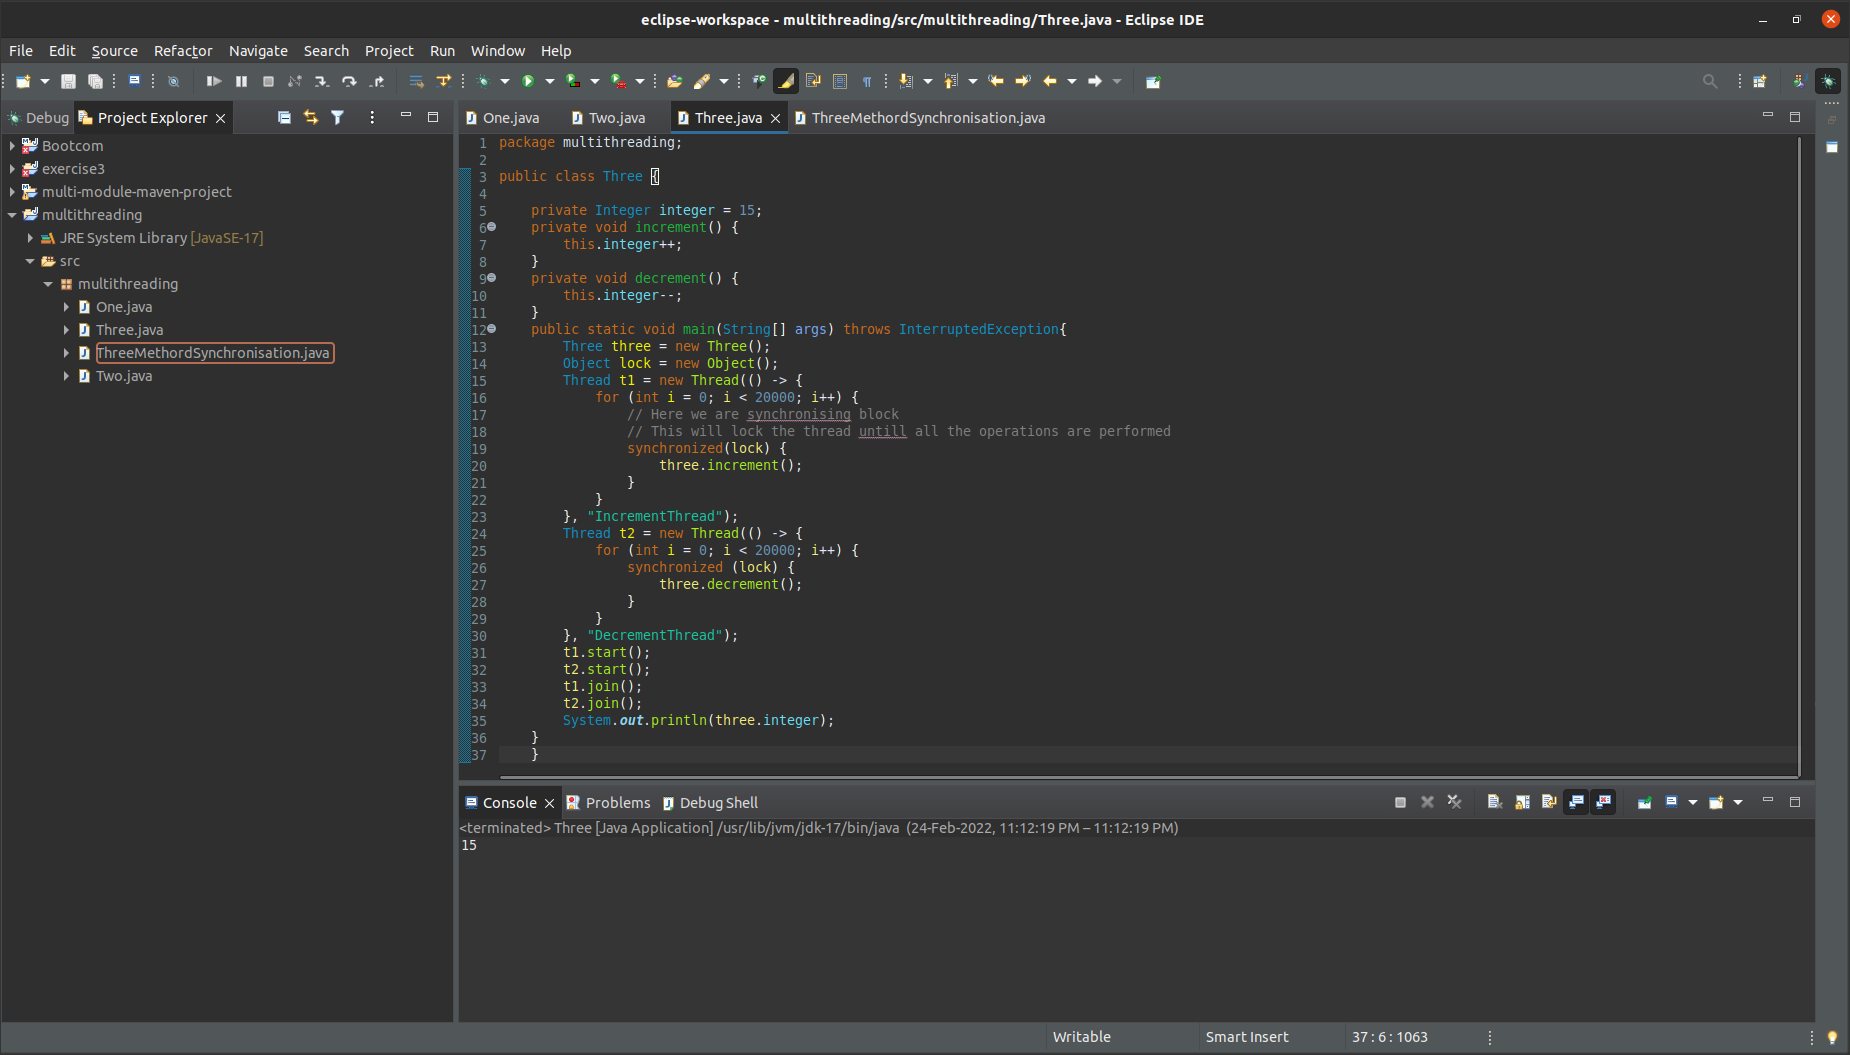 eclipse-workspace - multithreading/src/multithreading/Three.java - Eclipse IDE
File Edit Source Refactor Navigate Search Project Run Window Help
Debug Project Explorer
Bootcom
exercise3
multi-module-maven-project
multithreading
JRE System Library [JavaSE-17]
src
multithreading
One.java
Three.java
ThreeMethordSynchronisation.java
Two.java
One.java Two.java Three.java ThreeMethordSynchronisation.java
1 package multithreading;
2
3 public class Three {
4
5 private Integer integer = 15;
6 private void increment() {
7 this.integer++;
8 }
9 private void decrement() {
10 this.integer--;
11 }
12 public static void main(String[] args) throws InterruptedException{
13 Three three = new Three();
14 Object lock = new Object();
15 Thread t1 = new Thread(() -> {
16 for (int i = 0; i < 20000; i++) {
17 // Here we are synchronising block
18 // This will lock the thread untill all the operations are performed
19 synchronized(lock) {
20 three.increment();
21 }
22 }
23 }, "IncrementThread");
24 Thread t2 = new Thread(() -> {
25 for (int i = 0; i < 20000; i++) {
26 synchronized (lock) {
27 three.decrement();
28 }
29 }
30 }, "DecrementThread");
31 t1.start();
32 t2.start();
33 t1.join();
34 t2.join();
35 System.out.println(three.integer);
36 }
37 }
Console Problems Debug Shell
<terminated> Three [Java Application] /usr/lib/jvm/jdk-17/bin/java (24-Feb-2022, 11:12:19 PM – 11:12:19 PM)
15
Writable Smart Insert 37 : 6 : 1063